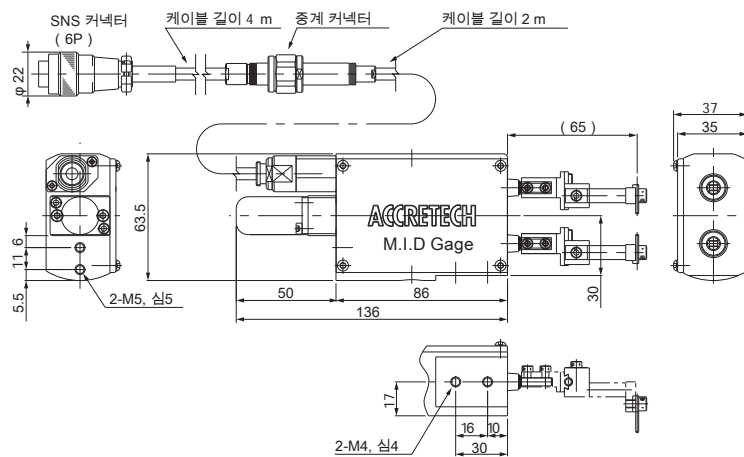 SNS 커넥터
( 6P )
케이블 길이 4 m
중계 커넥터
케이블 길이 2 m
φ 22
( 65 )
37
35
63.5
ACCRETECH
M.I.D Gage
6
11
5.5
2-M5, 심5
50
86
136
30
17
16
10
30
2-M4, 심4